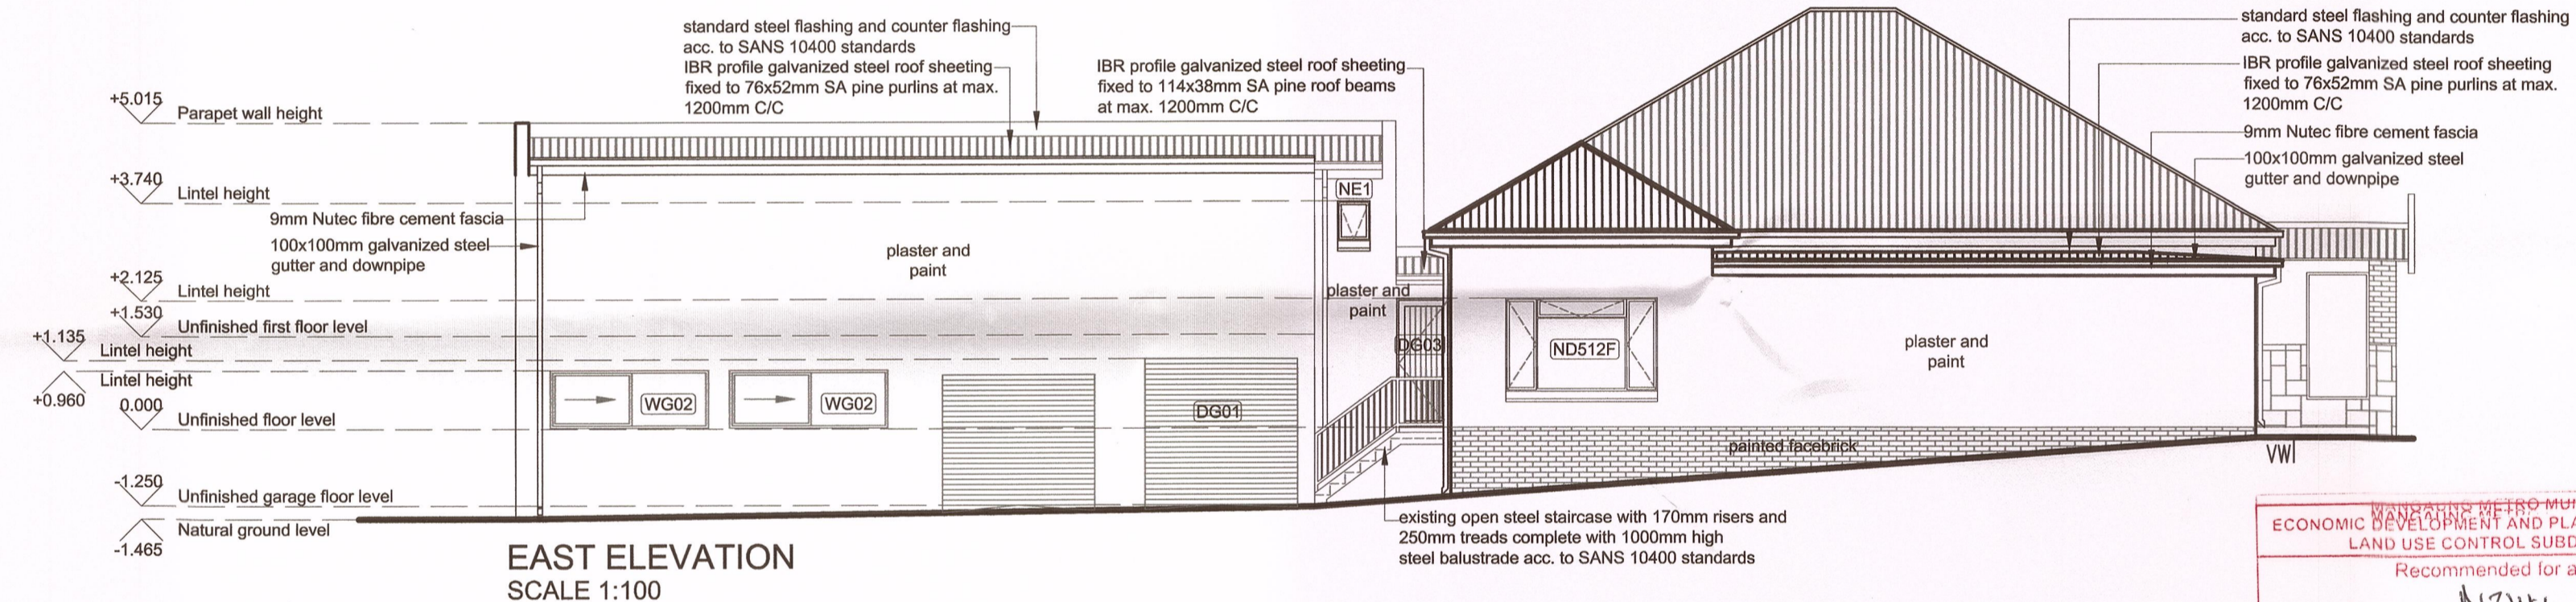 standard steel flashing and counter flashing
acc. to SANS 10400 standards
IBR profile galvanized steel roof sheeting
fixed to 76x52mm SA pine purlins at max.
1200mm C/C
IBR profile galvanized steel roof sheeting
fixed to 114x38mm SA pine roof beams
at max. 1200mm C/C
standard steel flashing and counter flashing
acc. to SANS 10400 standards
IBR profile galvanized steel roof sheeting
fixed to 76x52mm SA pine purlins at max.
1200mm C/C
9mm Nutec fibre cement fascia
100x100mm galvanized steel
gutter and downpipe
+5.015
Parapet wall height
+3.740
Lintel height
9mm Nutec fibre cement fascia
100x100mm galvanized steel
gutter and downpipe
+2.125
Lintel height
+1.530
Unfinished first floor level
+1.135
Lintel height
Lintel height
+0.960
0.000
Unfinished floor level
-1.250
Unfinished garage floor level
Natural ground level
-1.465
plaster and
paint
NE1
plaster and
paint
DG03
ND512F
plaster and
paint
WG02
WG02
DG01
painted facebrick
VW
existing open steel staircase with 170mm risers and
250mm treads complete with 1000mm high
steel balustrade acc. to SANS 10400 standards
EAST ELEVATION
SCALE 1:100
METRO MUN
ECONOMIC DEVELOPMENT AND PLA
LAND USE CONTROL SUBD
Recommended for a